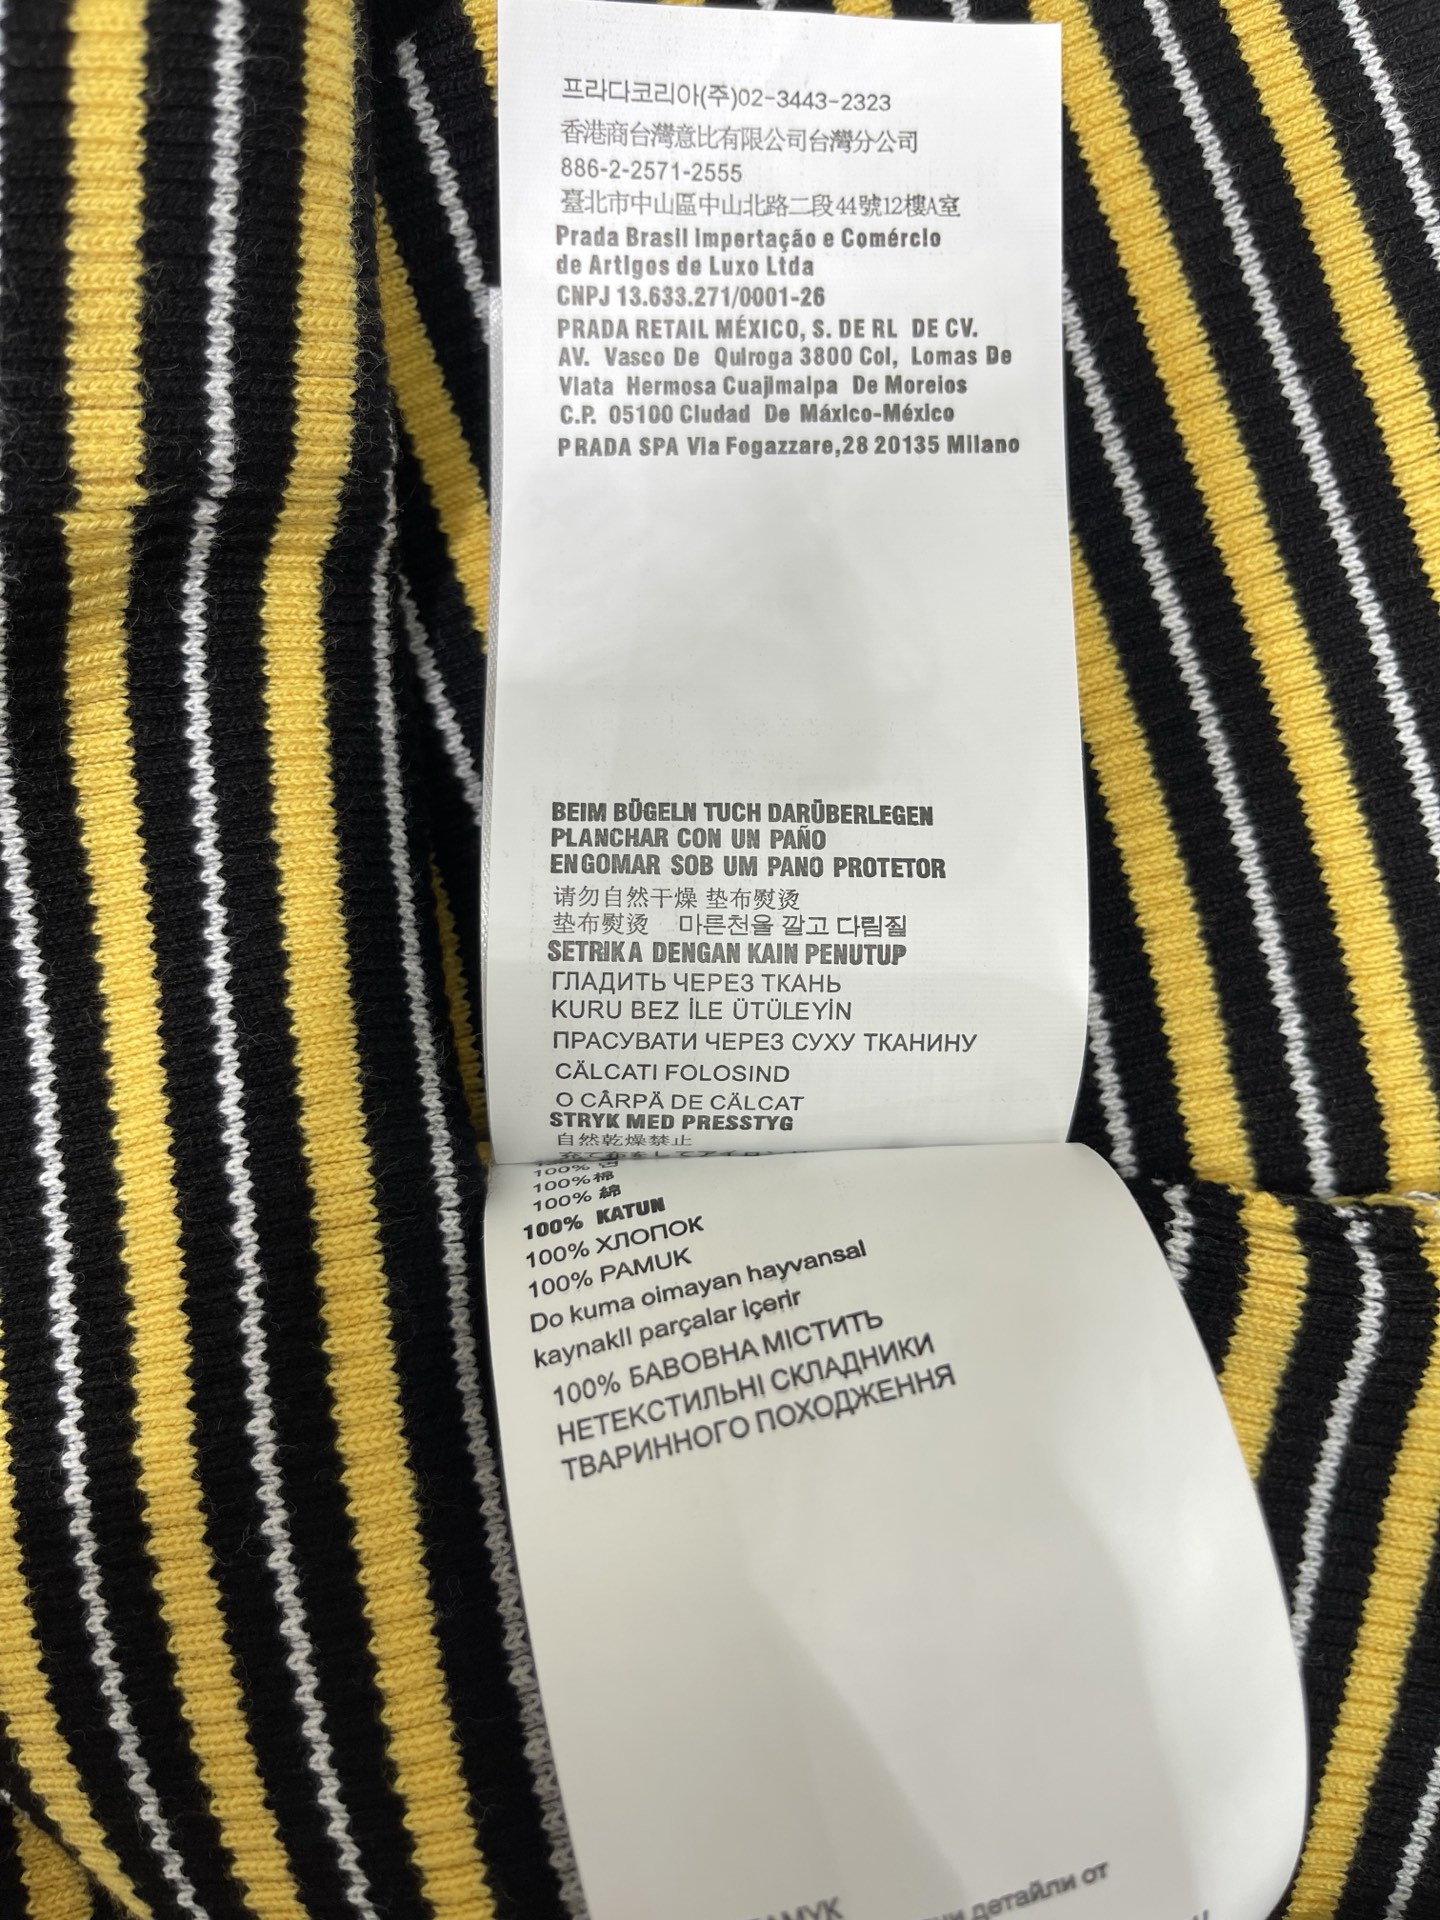 프라다코리아(주)02-3443-2323
香港商台灣意比有限公司台灣分公司
886-2-2571-2555
臺北市中山區中山北路二段44號12樓A室
Prada Brasil Impertação e Comércio
de Artigos de Luxo Ltda
CNPJ 13.633.271/0001-26
PRADA RETAIL MÉXICO, S. DE RL DE CV.
AV. Vasco De Quiroga 3800 Col, Lomas De
Vlata Hermosa Cuajimalpa De Moreios
C.P. 05100 Cludad De Máxico-México
PRADA SPA Via Fogazzare,28 20135 Milano
BEIM BÜGELN TUCH DARÜBERLEGEN
PLANCHAR CON UN PAÑO
ENGOMAR SOB UM PANO PROTETOR
请勿自然干燥 垫布熨烫
垫布熨烫 마른천을 깔고 다림질
SETRIKA DENGAN KAIN PENUTUP
ГЛАДИТЬ ЧЕРЕЗ ТКАНЬ
KURU BEZ İLE ÜTÜLEYİN
ПРАСУВАТИ ЧЕРЕЗ СУХУ ТКАНИНУ
CÄLCATI FOLOSIND
O CÂRPÄ DE CÄLCAT
STRYK MED PRESSTYG
自然乾燥禁止
100%
100% 棉
100% 綿
100% KATUN
100% ХЛОПОК
100% PAMUK
Do kuma oimayan hayvansal
kaynakII parçalar içerir
100% БАВОВНА МІСТИТЬ
НЕТЕКСТИЛЬНІ СКЛАДНИКИ
ТВАРИННОГО ПОХОДЖЕННЯ
детайли от